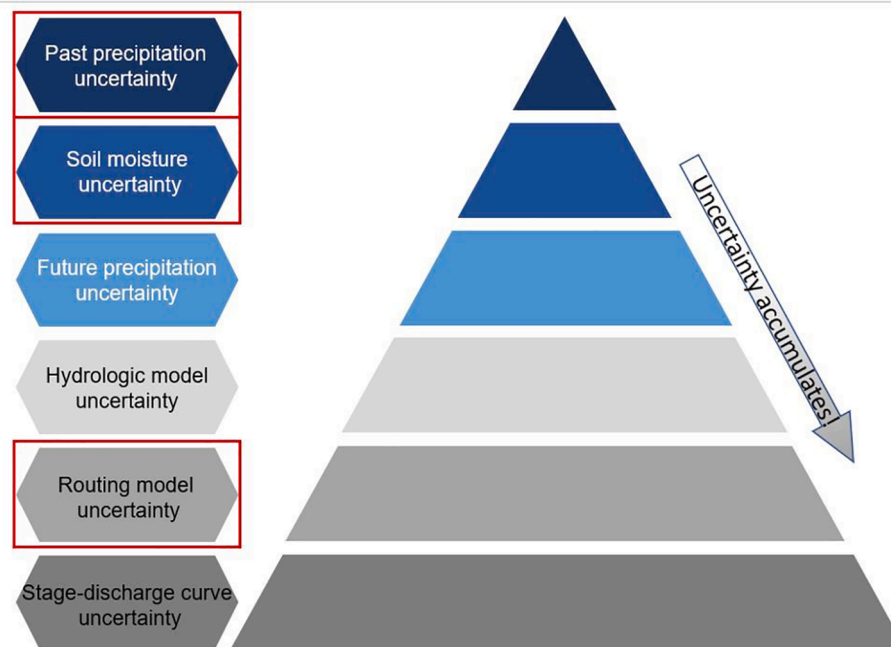 Past precipitation
uncertainty
Soil moisture
uncertainty
Future precipitation
uncertainty
Hydrologic model
uncertainty
Routing model
uncertainty
Stage-discharge curve
uncertainty
Uncertainty accumulates!